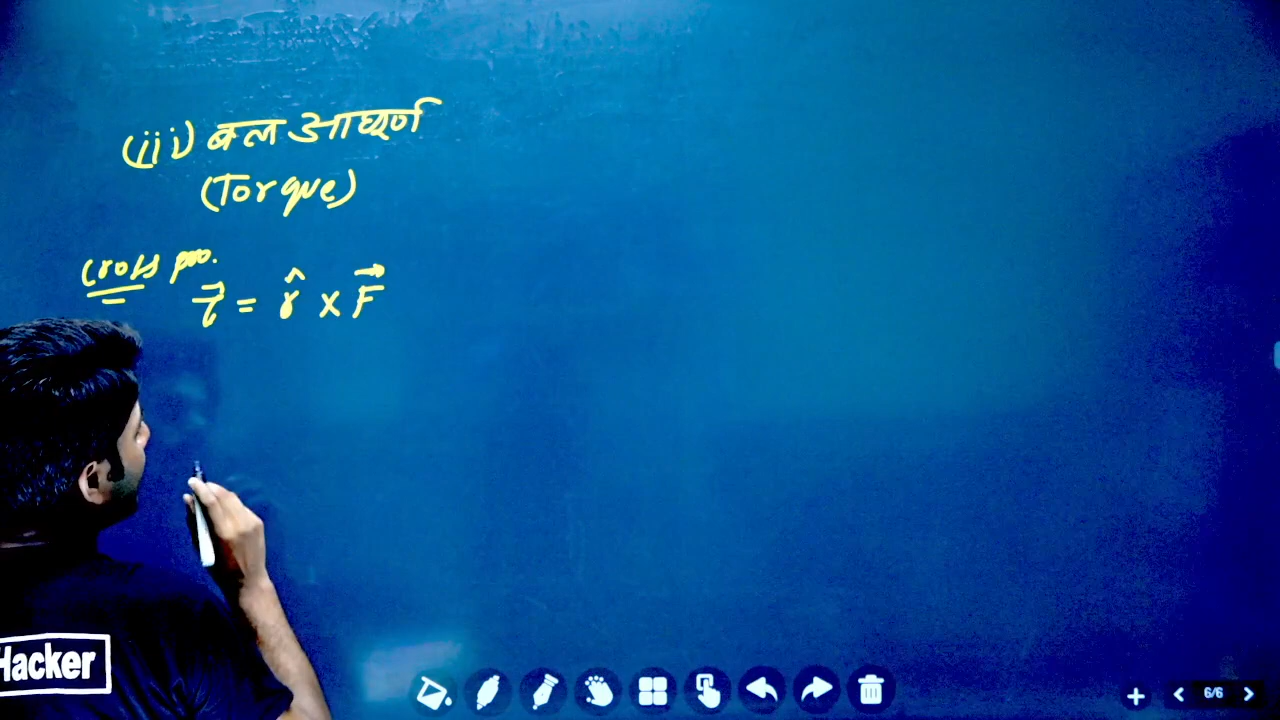 (iii) बल आघूर्ण
(Torque)
Cross pro.
τ⃗ = r̂ × F⃗
Hacker
6/6